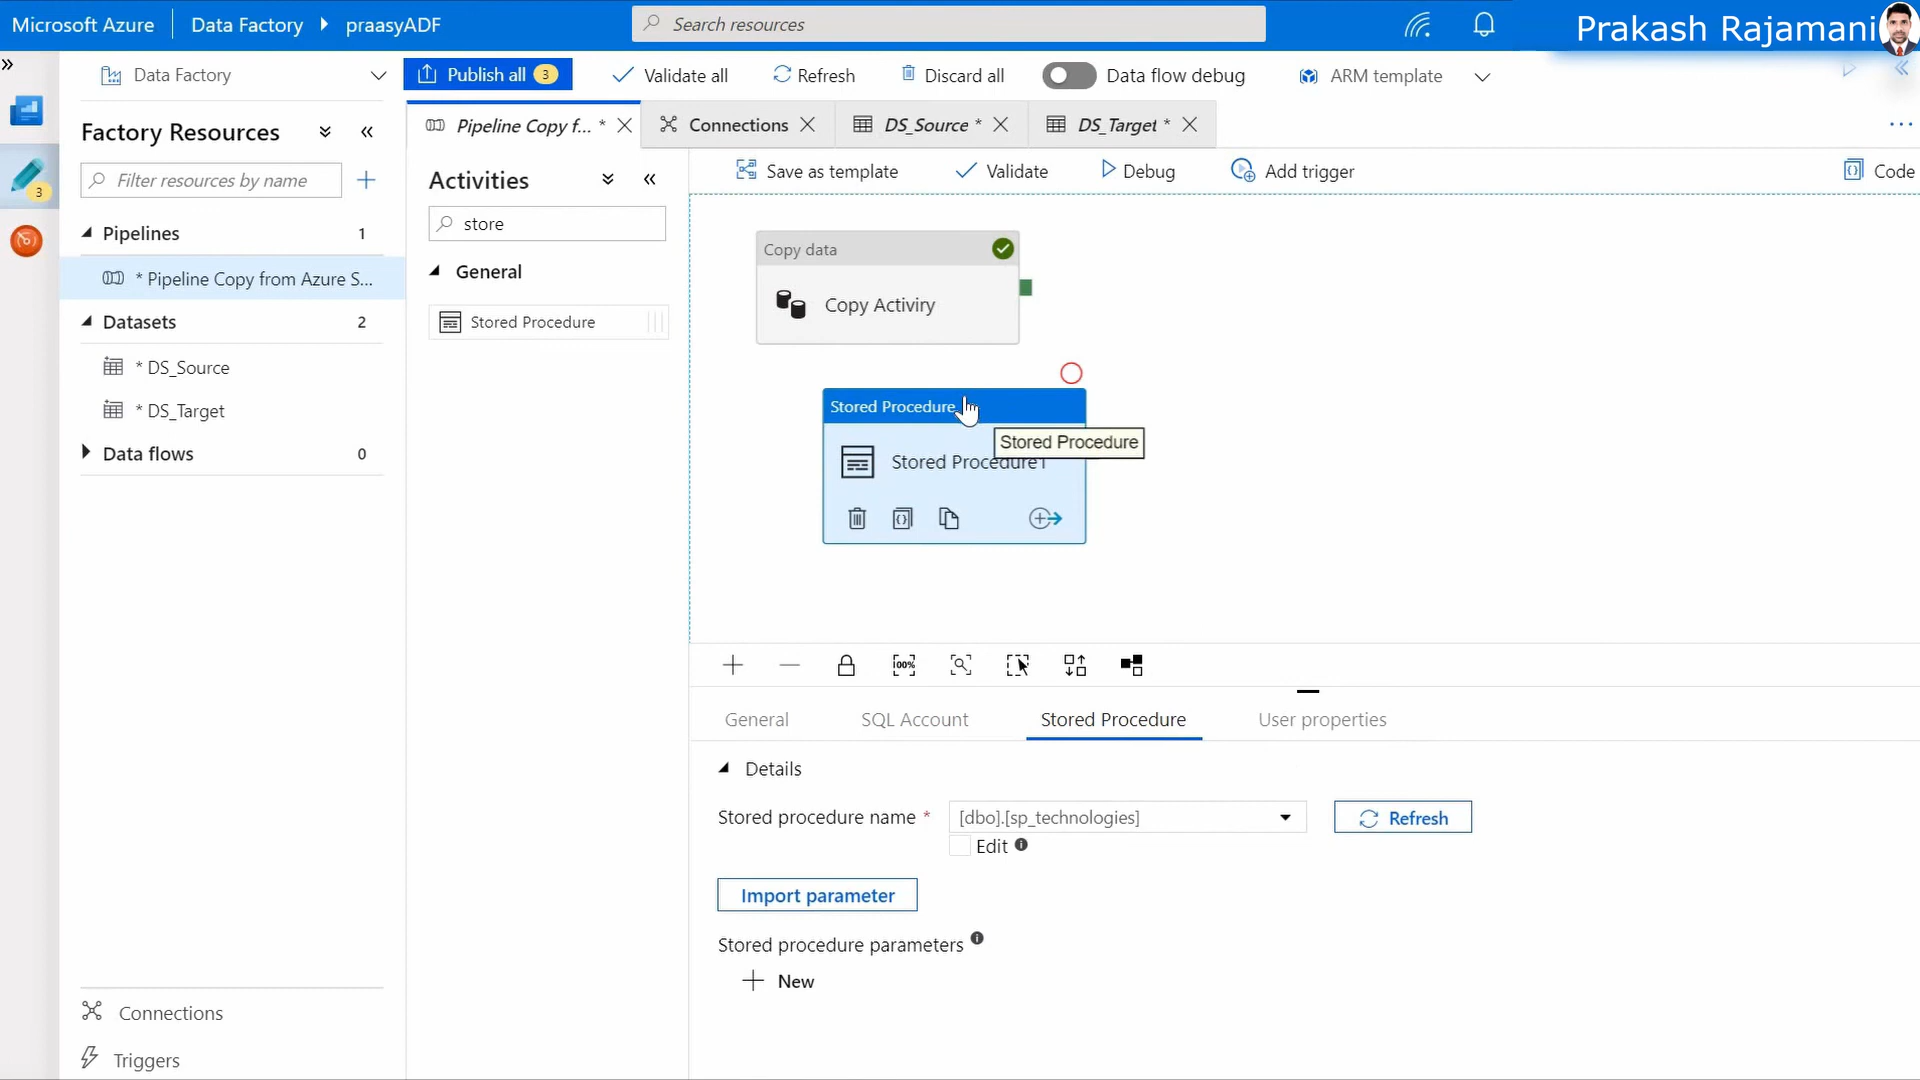 Microsoft Azure
Data Factory
praasyADF
Search resources
Prakash Rajamani
Data Factory
Publish all 3
Validate all
Refresh
Discard all
Data flow debug
ARM template
Factory Resources
Pipeline Copy f... *
Connections
DS_Source *
DS_Target *
Filter resources by name
Activities
store
Save as template
Validate
Debug
Add trigger
Code
3
Pipelines 1
* Pipeline Copy from Azure S...
Datasets 2
* DS_Source
* DS_Target
Data flows 0
General
Stored Procedure
Copy data
Copy Activiry
Stored Procedure
Stored Procedure
Stored Procedure1
100%
General
SQL Account
Stored Procedure
User properties
Details
Stored procedure name * [dbo].[sp_technologies]
Refresh
Edit
Import parameter
Stored procedure parameters
New
Connections
Triggers